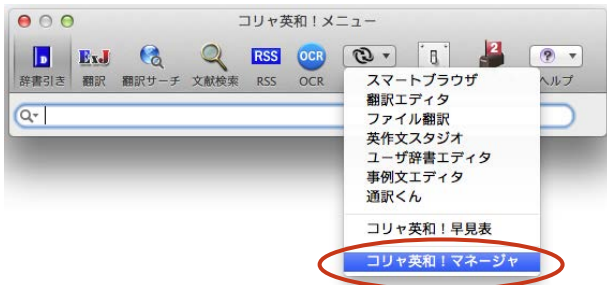 コリャ英和！メニュー
ExJ
RSS
OCR
2
?
辞書引き 翻訳 翻訳サーチ 文献検索 RSS OCR ヘルプ
スマートブラウザ
翻訳エディタ
ファイル翻訳
英作文スタジオ
ユーザ辞書エディタ
事例文エディタ
通訳くん
コリャ英和！早見表
コリャ英和！マネージャ